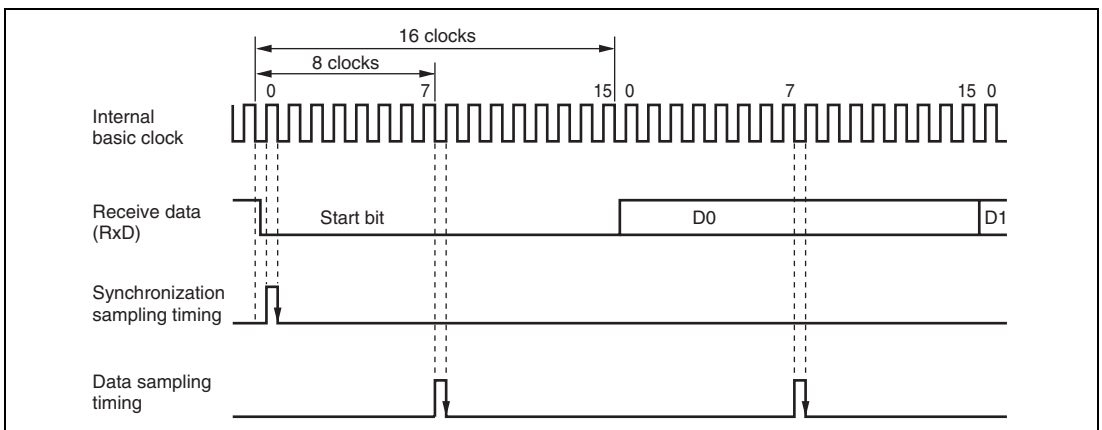 16 clocks
8 clocks
0 7 15 0 7 15 0
Internal
basic clock
Receive data
(RxD)
Start bit D0 D1
Synchronization
sampling timing
Data sampling
timing